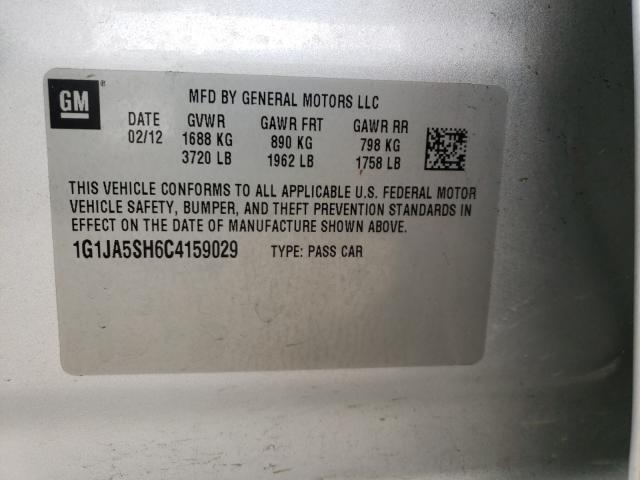 GM ®
MFD BY GENERAL MOTORS LLC
DATE GVWR GAWR FRT GAWR RR
02/12 1688 KG 890 KG 798 KG
3720 LB 1962 LB 1758 LB
THIS VEHICLE CONFORMS TO ALL APPLICABLE U.S. FEDERAL MOTOR
VEHICLE SAFETY, BUMPER, AND THEFT PREVENTION STANDARDS IN
EFFECT ON THE DATE OF MANUFACTURE SHOWN ABOVE.
1G1JA5SH6C4159029 TYPE: PASS CAR